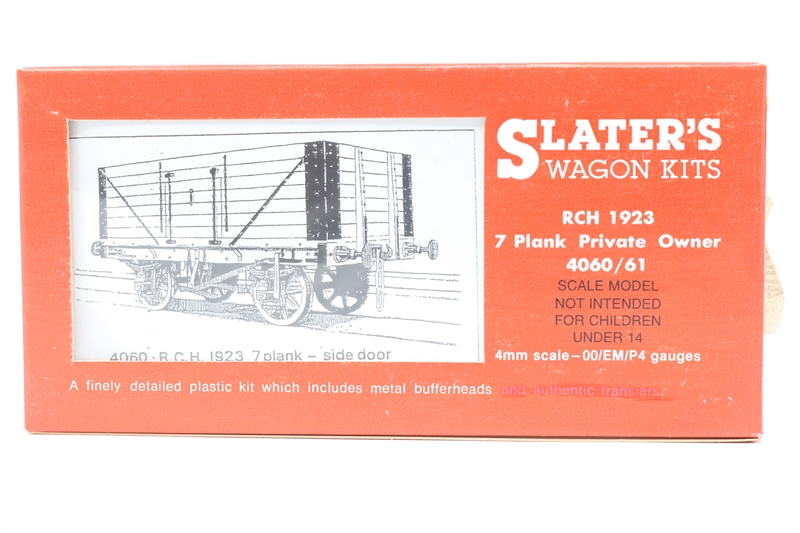 SLATER'S
WAGON KITS
RCH 1923
7 Plank Private Owner
4060/61
SCALE MODEL
NOT INTENDED
FOR CHILDREN
UNDER 14
4mm scale-00/EM/P4 gauges
4060 · R.C.H. 1923 7 plank - side door
A finely detailed plastic kit which includes metal bufferheads and authentic transfers.